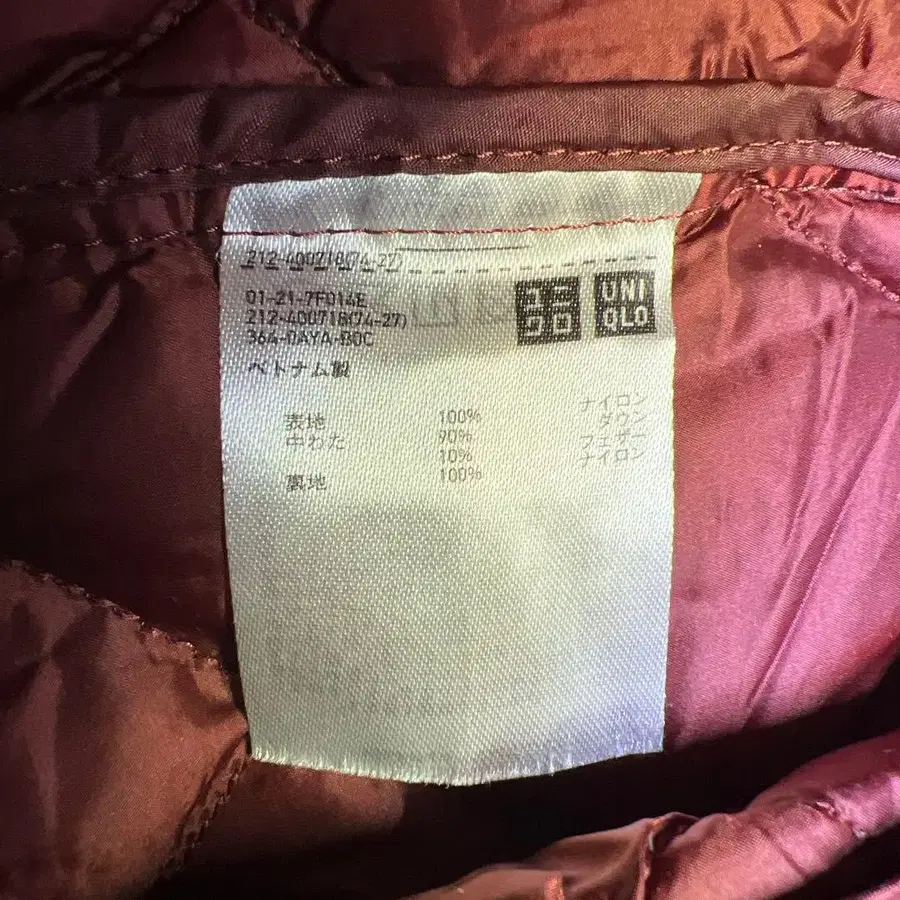 212-400718(74-27)
01-21-7F014E
212-400718(74-27)
364-0AYA-B0C
ユニ
クロ
UNI
QLO
ベトナム製
表地 100% ナイロン
中わた 90% ダウン
10% フェザー
裏地 100% ナイロン